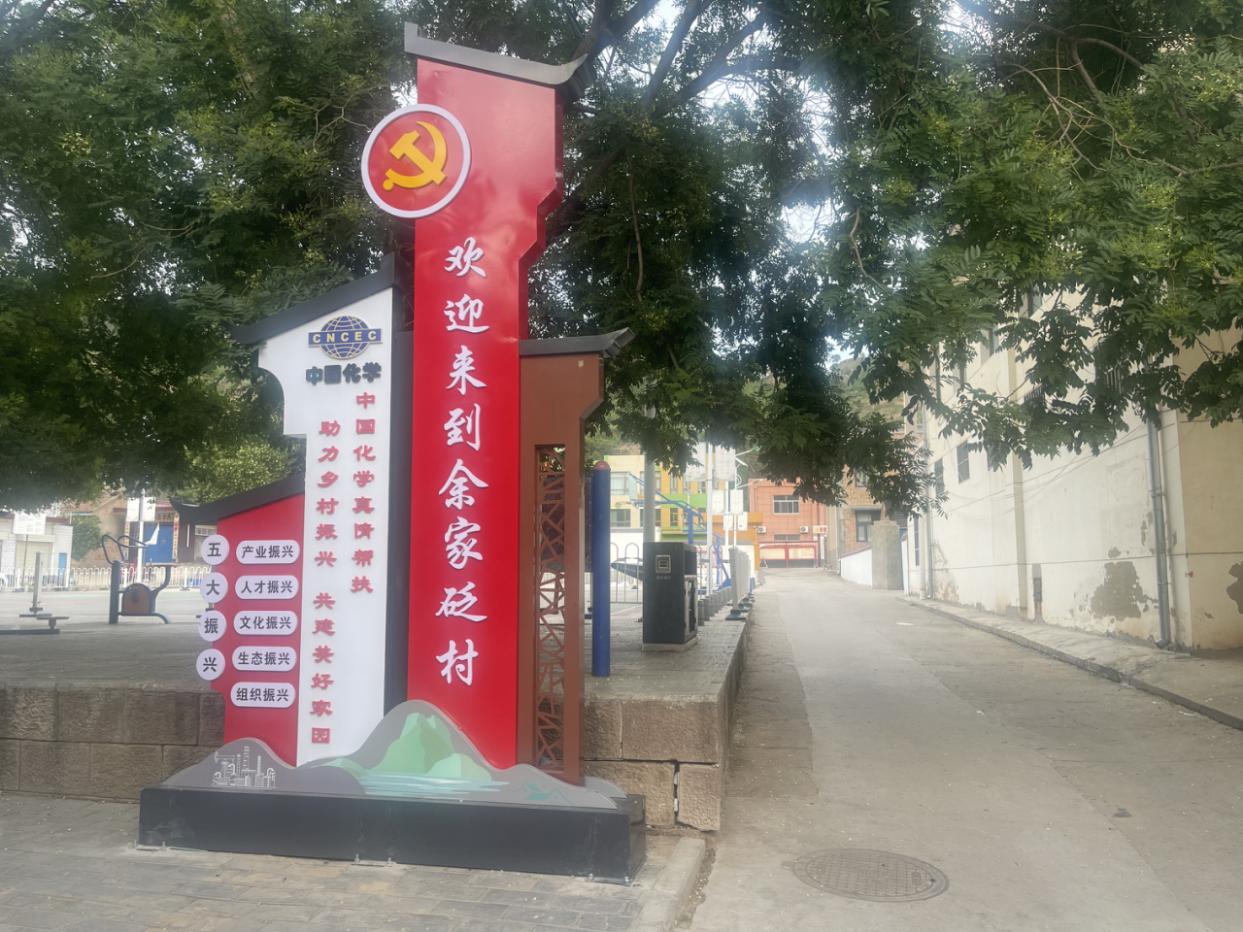 欢迎来到余家砭村
CNCEC
中国化学
中国化学真情帮扶
助力乡村振兴 共建美好家园
五大振兴
产业振兴
人才振兴
文化振兴
生态振兴
组织振兴